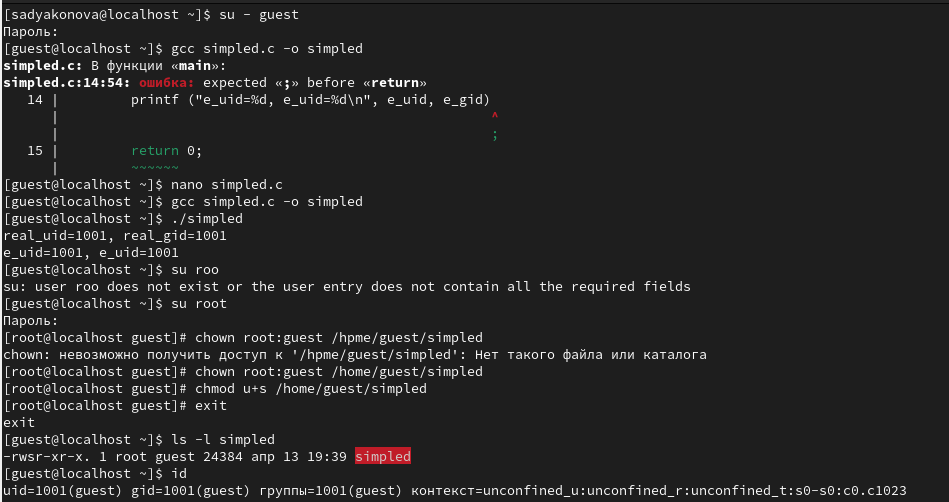 [sadyakonova@localhost ~]$ su - guest
Пароль:
[guest@localhost ~]$ gcc simpled.c -o simpled
simpled.c: В функции «main»:
simpled.c:14:54: ошибка: expected «;» before «return»
   14 |         printf ("e_uid=%d, e_uid=%d\n", e_uid, e_gid)
      |                                                      ^
      |                                                      ;
   15 |         return 0;
      |         ~~~~~~
[guest@localhost ~]$ nano simpled.c
[guest@localhost ~]$ gcc simpled.c -o simpled
[guest@localhost ~]$ ./simpled
real_uid=1001, real_gid=1001
e_uid=1001, e_uid=1001
[guest@localhost ~]$ su roo
su: user roo does not exist or the user entry does not contain all the required fields
[guest@localhost ~]$ su root
Пароль:
[root@localhost guest]# chown root:guest /hpme/guest/simpled
chown: невозможно получить доступ к '/hpme/guest/simpled': Нет такого файла или каталога
[root@localhost guest]# chown root:guest /home/guest/simpled
[root@localhost guest]# chmod u+s /home/guest/simpled
[root@localhost guest]# exit
exit
[guest@localhost ~]$ ls -l simpled
-rwsr-xr-x. 1 root guest 24384 апр 13 19:39 simpled
[guest@localhost ~]$ id
uid=1001(guest) gid=1001(guest) группы=1001(guest) контекст=unconfined_u:unconfined_r:unconfined_t:s0-s0:c0.c1023